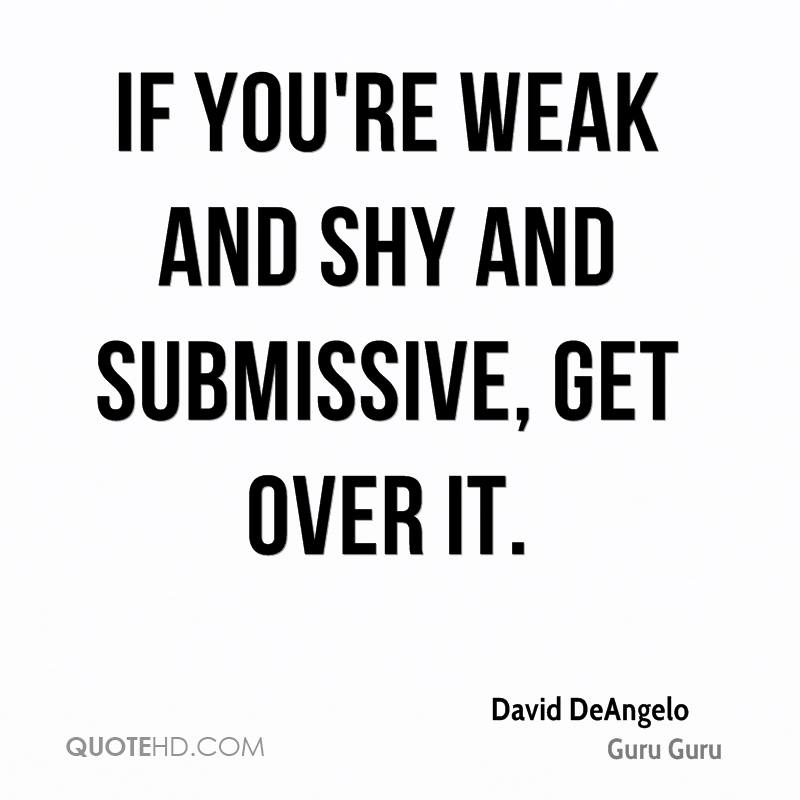 IF YOU'RE WEAK
AND SHY AND
SUBMISSIVE, GET
OVER IT.
David DeAngelo
QUOTEHD.COM
Guru Guru